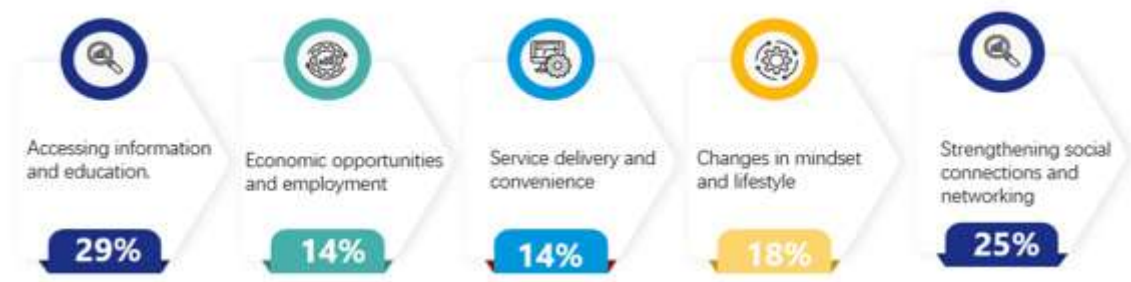 Accessing information
and education.
29%
Economic opportunities
and employment
14%
Service delivery and
convenience
14%
Changes in mindset
and lifestyle
18%
Strengthening social
connections and
networking
25%